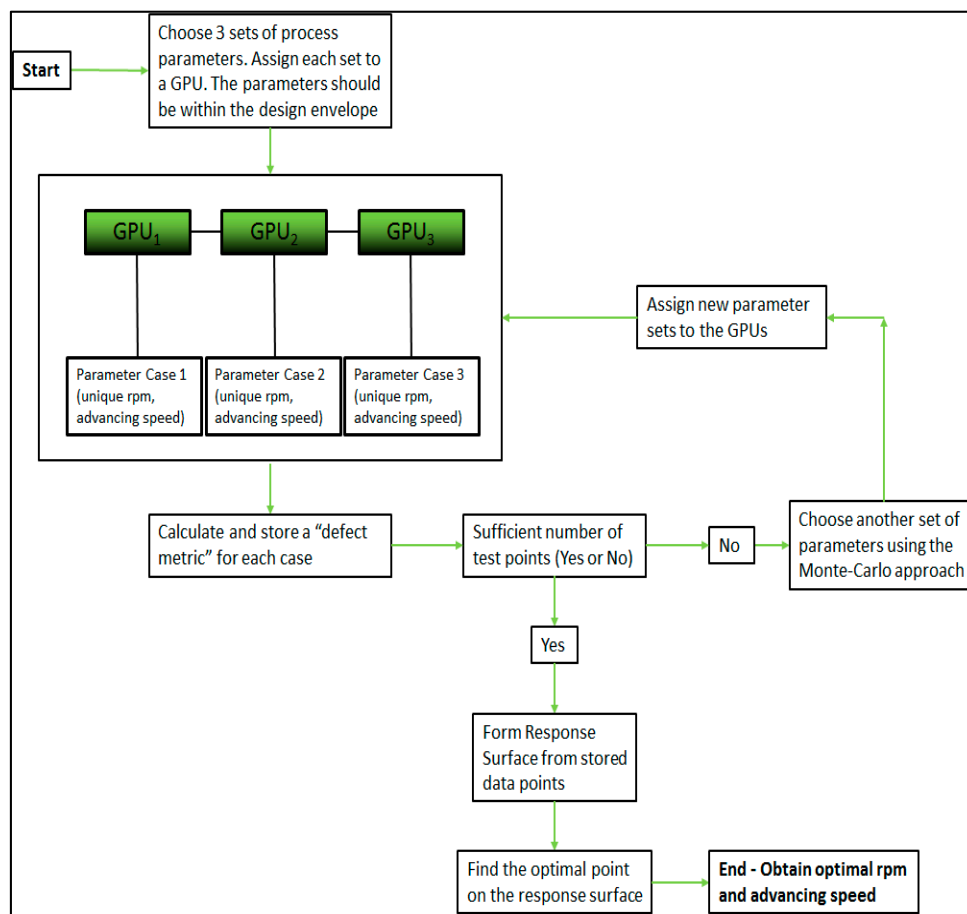 Start
Choose 3 sets of process
parameters. Assign each set to
a GPU. The parameters should
be within the design envelope
GPU₁
GPU₂
GPU₃
Parameter Case 1
(unique rpm,
advancing speed)
Parameter Case 2
(unique rpm,
advancing speed)
Parameter Case 3
(unique rpm,
advancing speed)
Assign new parameter
sets to the GPUs
Calculate and store a “defect
metric” for each case
Sufficient number of
test points (Yes or No)
No
Choose another set of
parameters using the
Monte-Carlo approach
Yes
Form Response
Surface from stored
data points
Find the optimal point
on the response surface
End - Obtain optimal rpm
and advancing speed